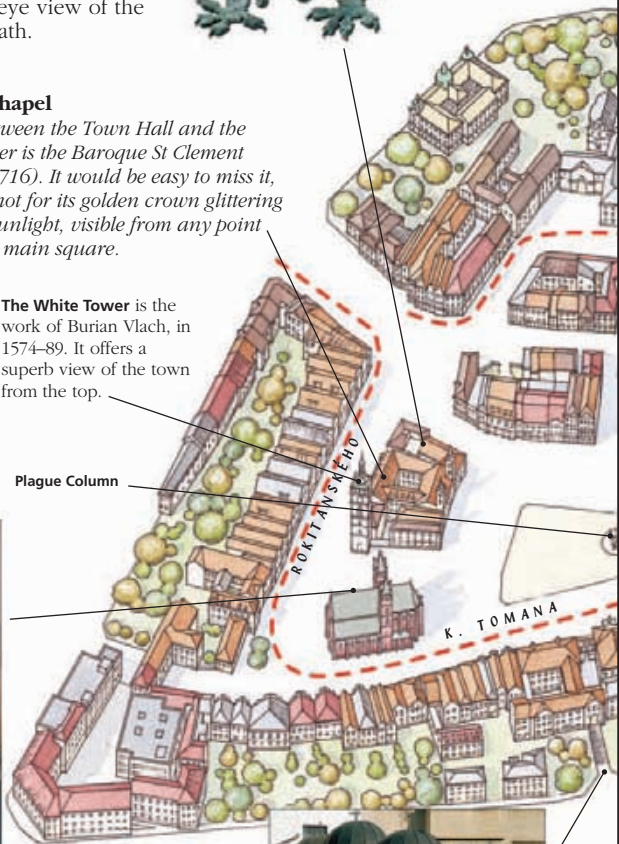 eye view of the
ath.
hapel
ween the Town Hall and the
er is the Baroque St Clement
716). It would be easy to miss it,
not for its golden crown glittering
unlight, visible from any point
main square.
The White Tower is the
work of Burian Vlach, in
1574–89. It offers a
superb view of the town
from the top.
Plague Column
ROKITANSKÉHO
K. TOMANA